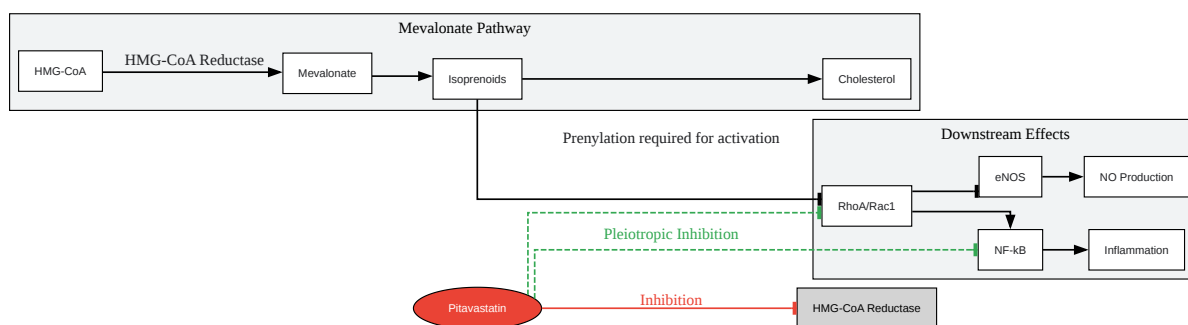 Mevalonate Pathway
HMG-CoA
HMG-CoA Reductase
Mevalonate
Isoprenoids
Cholesterol
Prenylation required for activation
Downstream Effects
eNOS
NO Production
RhoA/Rac1
Pleiotropic Inhibition
NF-kB
Inflammation
Pitavastatin
Inhibition
HMG-CoA Reductase